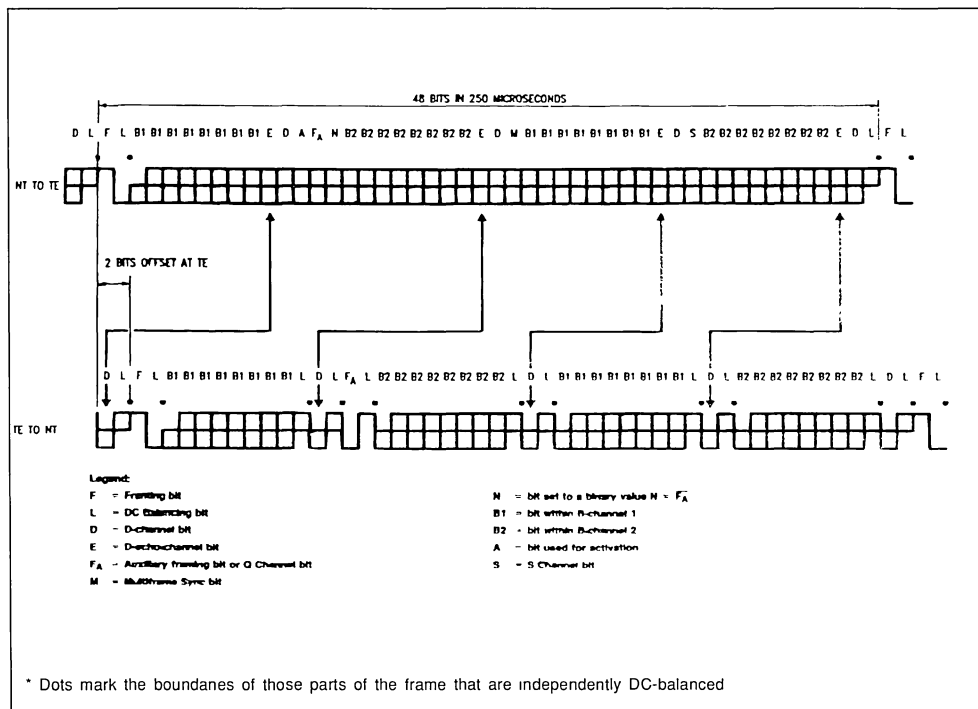 48 BITS IN 250 MICROSECONDS
D L F L B1 B1 B1 B1 B1 B1 B1 B1 E D A FA N B2 B2 B2 B2 B2 B2 B2 B2 E D M B1 B1 B1 B1 B1 B1 B1 B1 E D S B2 B2 B2 B2 B2 B2 B2 B2 E D L F L
NT TO TE
2 BITS OFFSET AT TE
D L F L B1 B1 B1 B1 B1 B1 B1 B1 L D L FA L B2 B2 B2 B2 B2 B2 B2 B2 L D L B1 B1 B1 B1 B1 B1 B1 B1 L D L B2 B2 B2 B2 B2 B2 B2 B2 L D L F L
TE TO NT
Legend:
F = Framing bit
L = DC Balancing bit
D = D-channel bit
E = D-echo-channel bit
FA = Auxiliary framing bit or Q Channel bit
M = Multiframe Sync bit
N = bit set to a binary value N = F̅A
B1 = bit within B-channel 1
B2 = bit within B-channel 2
A = bit used for activation
S = S Channel bit
* Dots mark the boundanes of those parts of the frame that are independently DC-balanced